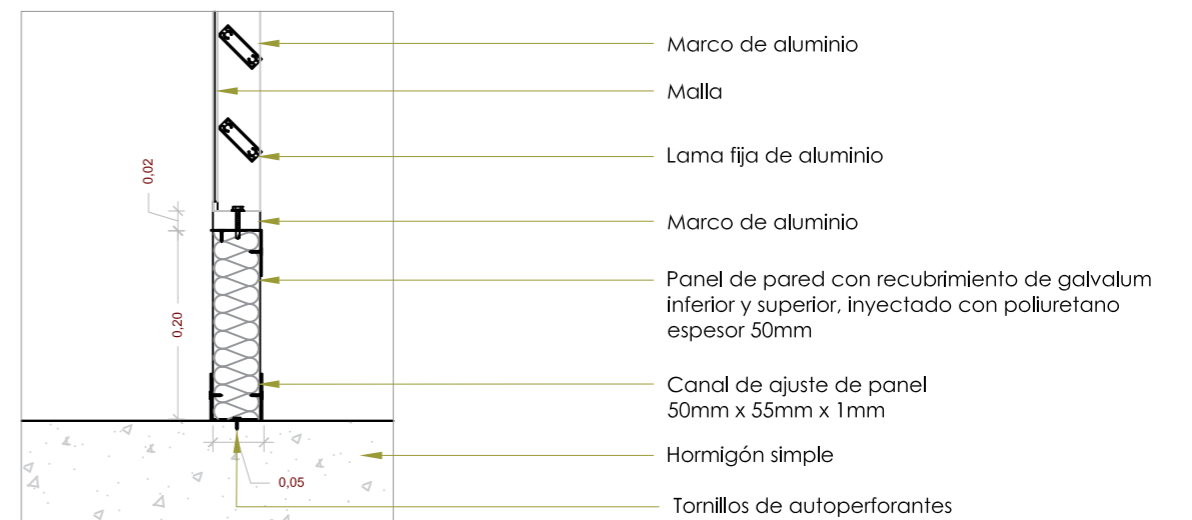 Marco de aluminio
Malla
Lama fija de aluminio
0,02
Marco de aluminio
Panel de pared con recubrimiento de galvalum
inferior y superior, inyectado con poliuretano
espesor 50mm
0,20
Canal de ajuste de panel
50mm x 55mm x 1mm
Hormigón simple
0,05
Tornillos de autoperforantes